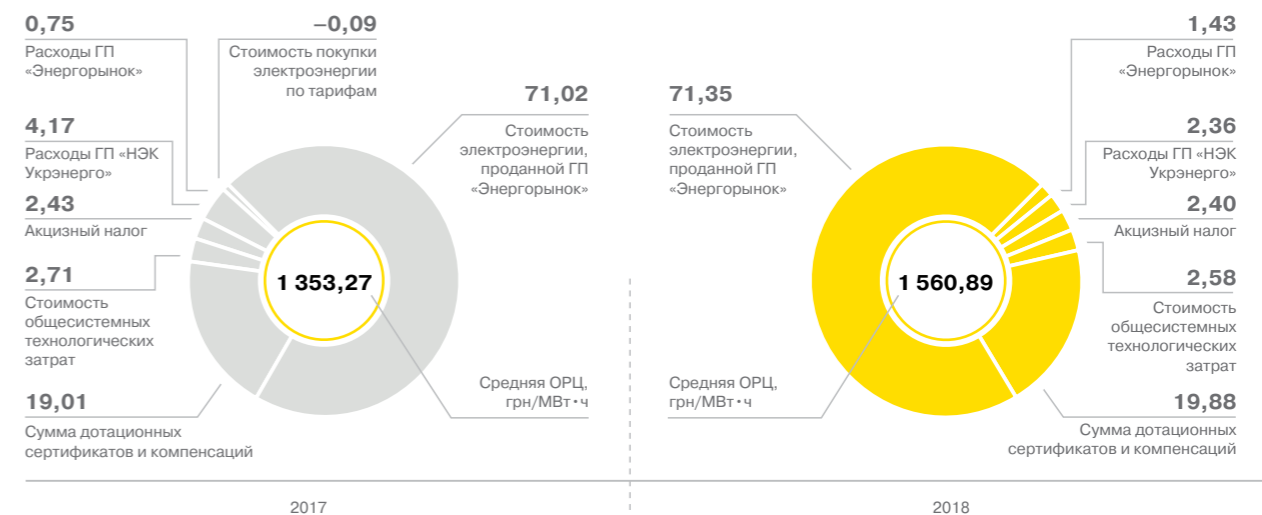 0,75
Расходы ГП
«Энергорынок»
–0,09
Стоимость покупки
электроэнергии
по тарифам
71,02
Стоимость
электроэнергии,
проданной ГП
«Энергорынок»
4,17
Расходы ГП «НЭК
Укрэнерго»
2,43
Акцизный налог
2,71
Стоимость
общесистемных
технологических
затрат
19,01
Сумма дотационных
сертификатов и компенсаций
1 353,27
Средняя ОРЦ,
грн/МВт·ч
2017
71,35
Стоимость
электроэнергии,
проданной ГП
«Энергорынок»
1,43
Расходы ГП
«Энергорынок»
2,36
Расходы ГП «НЭК
Укрэнерго»
2,40
Акцизный налог
2,58
Стоимость
общесистемных
технологических
затрат
19,88
Сумма дотационных
сертификатов и компенсаций
1 560,89
Средняя ОРЦ,
грн/МВт·ч
2018